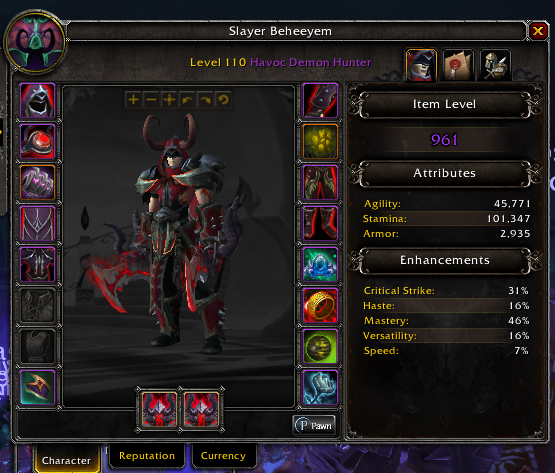 Slayer Beheeyem
Level 110 Havoc Demon Hunter
Item Level
961
Attributes
Agility: 45,771
Stamina: 101,347
Armor: 2,935
Enhancements
Critical Strike: 31%
Haste: 16%
Mastery: 46%
Versatility: 16%
Speed: 7%
P Pawn
Character
Reputation
Currency